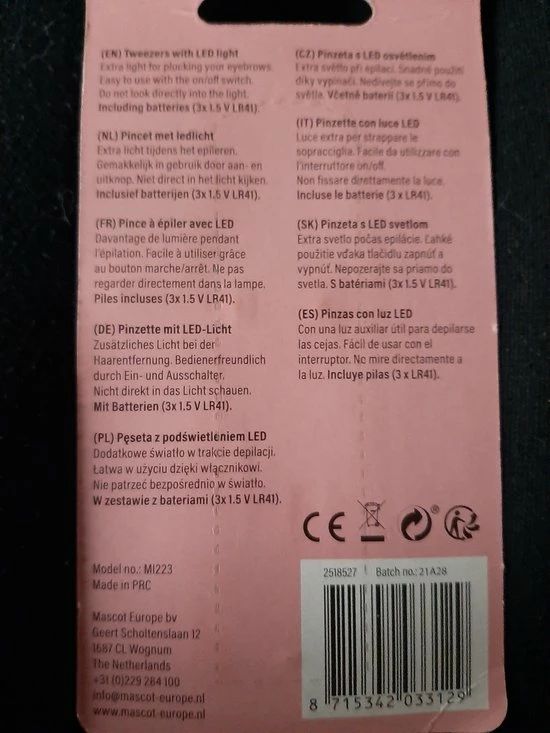 (EN) Tweezers with LED light
Extra light for plucking your eyebrows.
Easy to use with the on/off switch.
Do not look directly into the light.
Including batteries (3x 1.5 V LR41).
(NL) Pincet met ledlicht
Extra licht tijdens het epileren.
Gemakkelijk in gebruik door aan- en
uitknop. Niet direct in het licht kijken.
Inclusief batterijen (3x 1.5 V LR41).
(FR) Pince à épiler avec LED
Davantage de lumière pendant
l'épilation. Facile à utiliser grâce
au bouton marche/arrêt. Ne pas
regarder directement dans la lampe.
Piles incluses (3x 1.5 V LR41).
(DE) Pinzette mit LED-Licht
Zusätzliches Licht bei der
Haarentfernung. Bedienerfreundlich
durch Ein- und Ausschalter.
Nicht direkt in das Licht schauen.
Mit Batterien (3x 1.5 V LR41).
(PL) Pęseta z podświetleniem LED
Dodatkowe światło w trakcie depilacji.
Łatwa w użyciu dzięki włącznikowi.
Nie patrzeć bezpośrednio w światło.
W zestawie z bateriami (3x 1.5 V LR41).
(CZ) Pinzeta s LED osvětlením
Extra světlo při epilaci. Snadné použití
díky vypínači. Nedívejte se přímo do
světla. Včetně baterií (3x 1.5 V LR41).
(IT) Pinzette con luce LED
Luce extra per strappare le
sopracciglia. Facile da utilizzare con
l'interruttore on/off.
Non fissare direttamente la luce.
Incluse le batterie (3 x LR41).
(SK) Pinzeta s LED svetlom
Extra svetlo počas epilácie. Ľahké
použitie vďaka tlačidlu zapnúť a
vypnúť. Nepozerajte sa priamo do
svetla. S batériami (3x 1.5 V LR41).
(ES) Pinzas con luz LED
Con una luz auxiliar útil para depilarse
las cejas. Fácil de usar con el
interruptor. No mire directamente a
la luz. Incluye pilas (3 x LR41).
CE
Model no.: MI223
Made in PRC
Mascot Europe bv
Geert Scholtenslaan 12
1687 CL Wognum
The Netherlands
+31 (0)229 284 100
info@mascot-europe.nl
www.mascot-europe.nl
2518527 Batch no.: 21A28
8 715342 033129